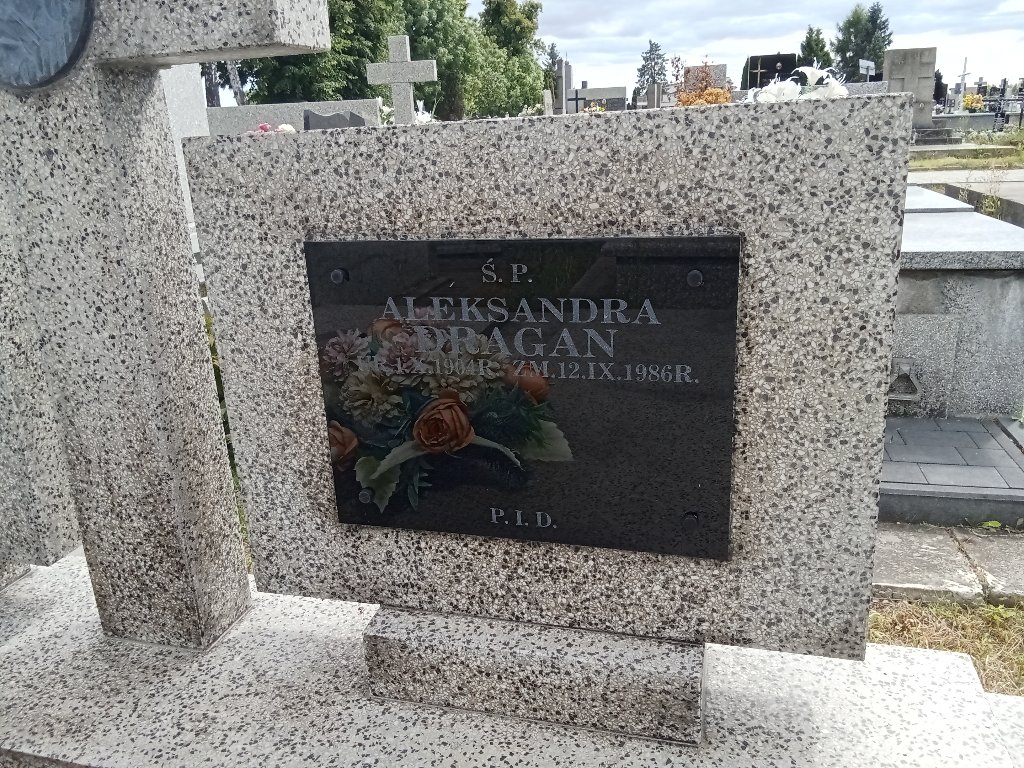 Ś. P.
ALEKSANDRA
DRAGAN
ZM. 12.IX.1986R.
P. I. D.